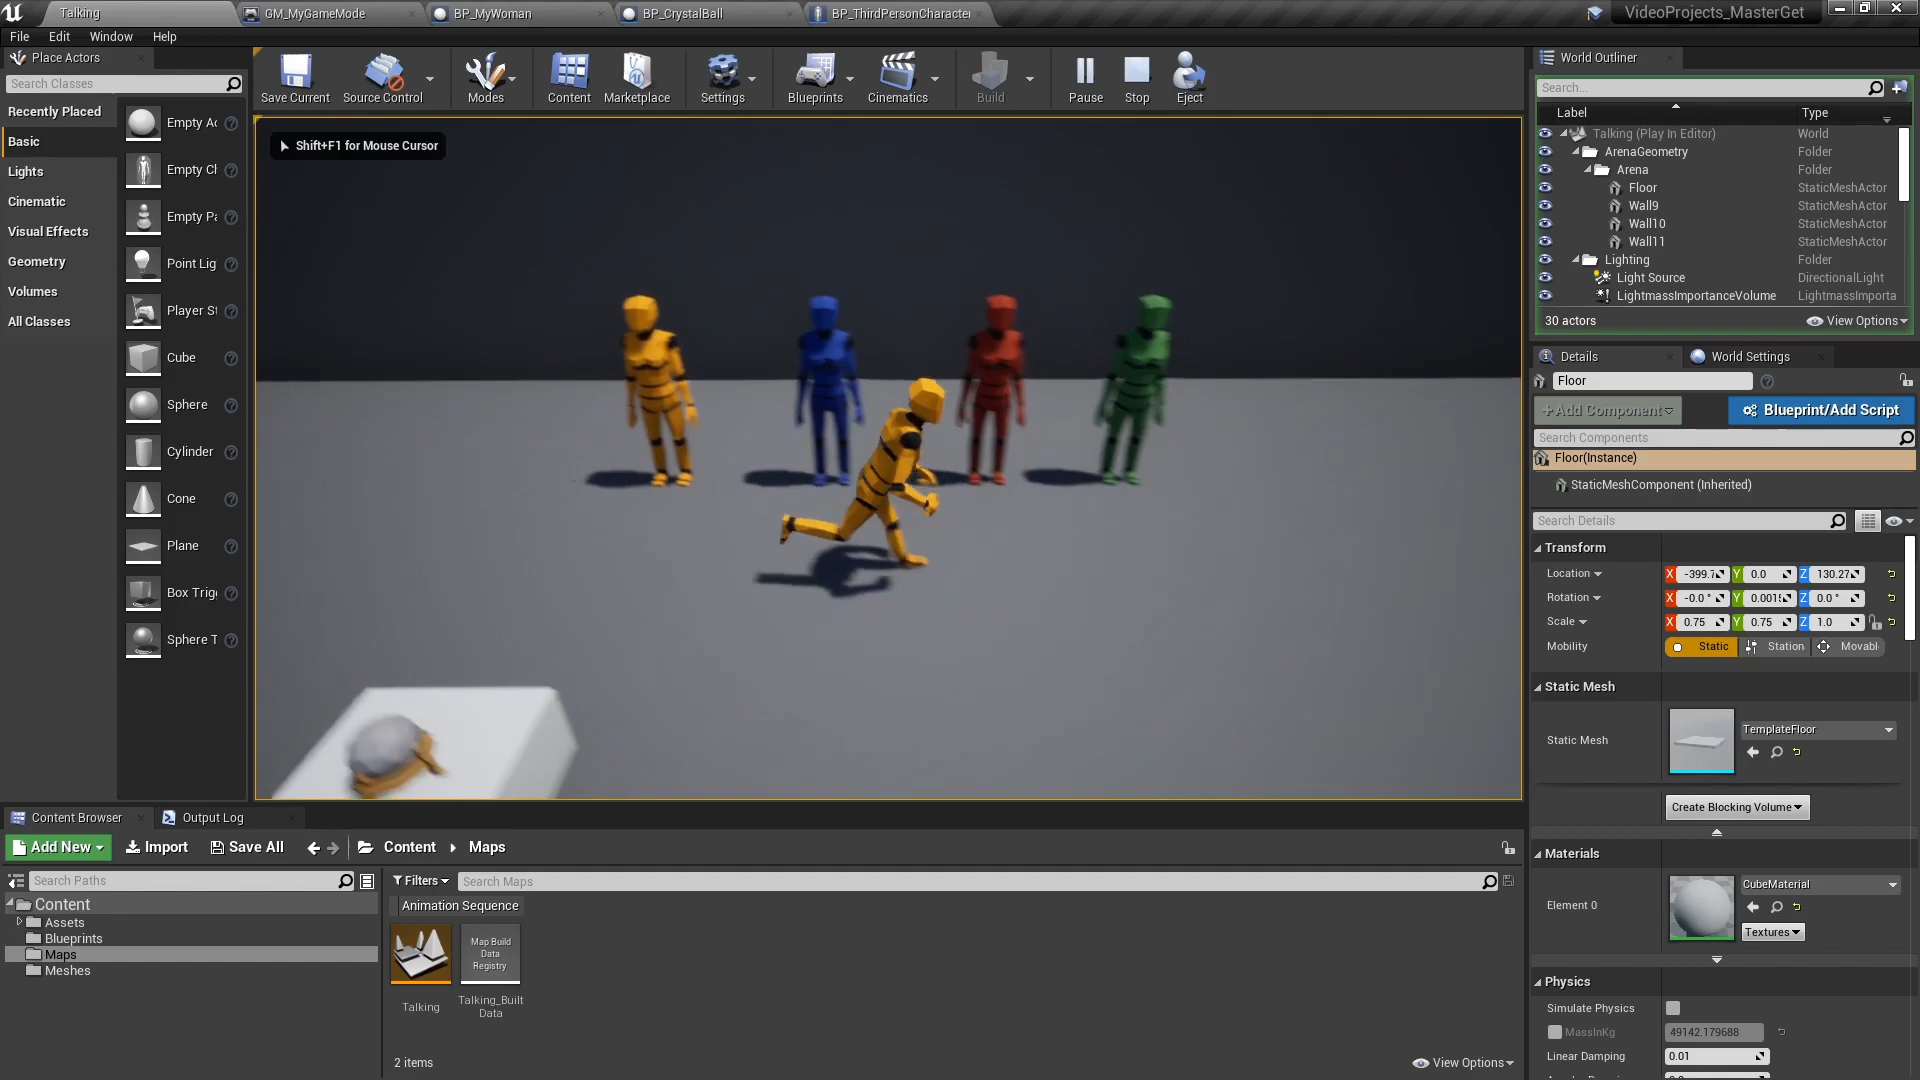 Talking
GM_MyGameMode
BP_MyWoman
BP_CrystalBall
BP_ThirdPersonCharacter
VideoProjects_MasterGet
File
Edit
Window
Help
Place Actors
Search Classes
Recently Placed
Basic
Lights
Cinematic
Visual Effects
Geometry
Volumes
All Classes
Empty Ac
Empty Ch
Empty Pa
Point Lig
Player St
Cube
Sphere
Cylinder
Cone
Plane
Box Trigg
Sphere T
Save Current
Source Control
Modes
Content
Marketplace
Settings
Blueprints
Cinematics
Build
Pause
Stop
Eject
Shift+F1 for Mouse Cursor
World Outliner
Search...
Label
Type
Talking (Play In Editor)
World
ArenaGeometry
Folder
Arena
Folder
Floor
StaticMeshActor
Wall9
StaticMeshActor
Wall10
StaticMeshActor
Wall11
StaticMeshActor
Lighting
Folder
Light Source
DirectionalLight
LightmassImportanceVolume
LightmassImporta
30 actors
View Options
Details
World Settings
Floor
+Add Component
Blueprint/Add Script
Search Components
Floor(Instance)
StaticMeshComponent (Inherited)
Search Details
Transform
Location
X -399.7
Y 0.0
Z 130.27
Rotation
X -0.0 °
Y 0.001
Z 0.0 °
Scale
X 0.75
Y 0.75
Z 1.0
Mobility
Static
Station
Movabl
Static Mesh
Static Mesh
TemplateFloor
Create Blocking Volume
Materials
Element 0
CubeMaterial
Textures
Physics
Simulate Physics
MassInKg
49142.179688
Linear Damping
0.01
Content Browser
Output Log
Add New
Import
Save All
Content
Maps
Search Paths
Filters
Search Maps
Content
Assets
Blueprints
Maps
Meshes
Animation Sequence
Map Build
Data
Registry
Talking
Talking_Built
Data
2 items
View Options